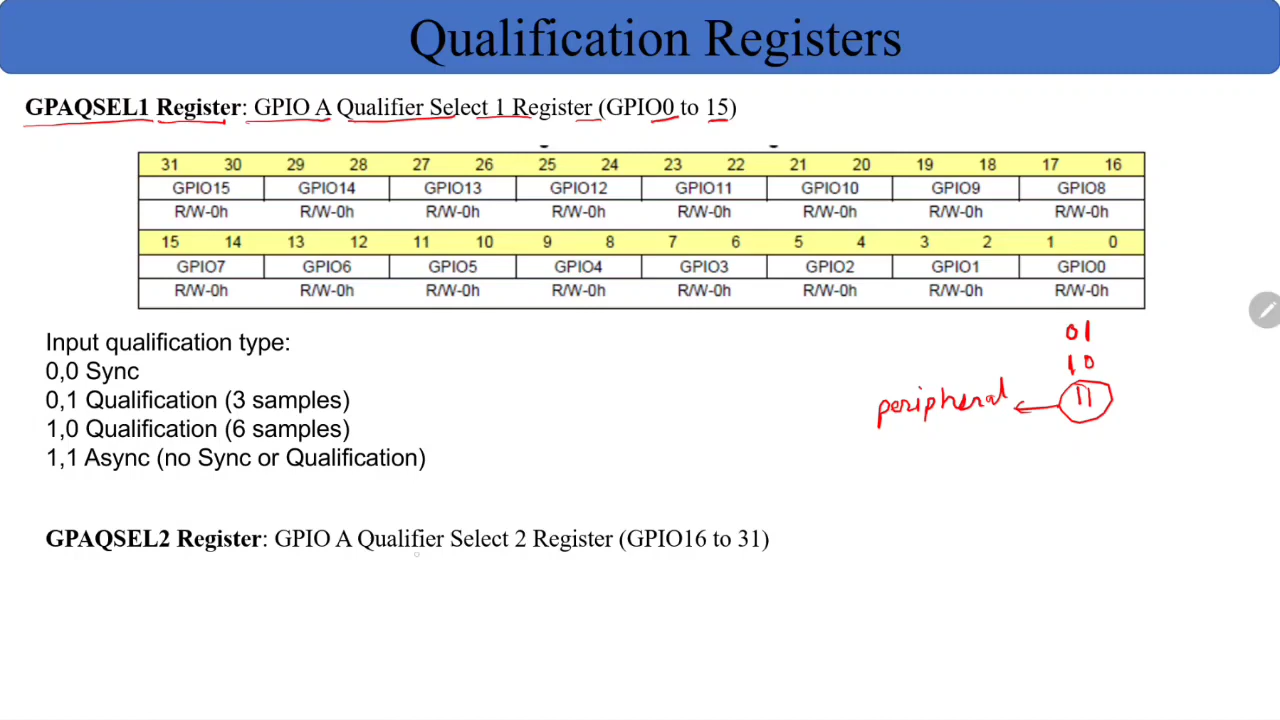 Qualification Registers
GPAQSEL1 Register: GPIO A Qualifier Select 1 Register (GPIO0 to 15)
31 30 29 28 27 26 25 24 23 22 21 20 19 18 17 16
GPIO15 GPIO14 GPIO13 GPIO12 GPIO11 GPIO10 GPIO9 GPIO8
R/W-0h R/W-0h R/W-0h R/W-0h R/W-0h R/W-0h R/W-0h R/W-0h
15 14 13 12 11 10 9 8 7 6 5 4 3 2 1 0
GPIO7 GPIO6 GPIO5 GPIO4 GPIO3 GPIO2 GPIO1 GPIO0
R/W-0h R/W-0h R/W-0h R/W-0h R/W-0h R/W-0h R/W-0h R/W-0h
Input qualification type:
0,0 Sync
0,1 Qualification (3 samples)
1,0 Qualification (6 samples)
1,1 Async (no Sync or Qualification)
01
10
peripheral 11
GPAQSEL2 Register: GPIO A Qualifier Select 2 Register (GPIO16 to 31)